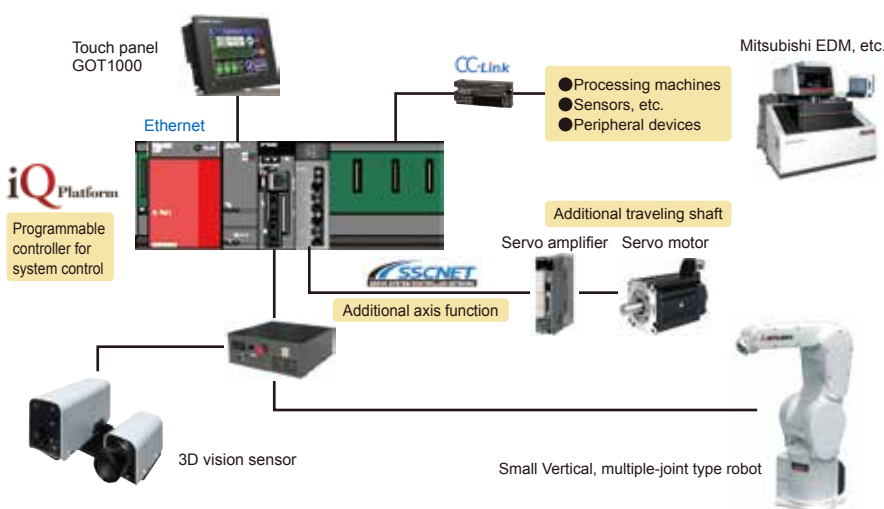 Touch panel
GOT1000
CC-Link
●Processing machines
●Sensors, etc.
●Peripheral devices
Mitsubishi EDM, etc.
Ethernet
iQ Platform
Programmable
controller for
system control
Additional traveling shaft
Servo amplifier
Servo motor
SSCNET
Additional axis function
3D vision sensor
Small Vertical, multiple-joint type robot